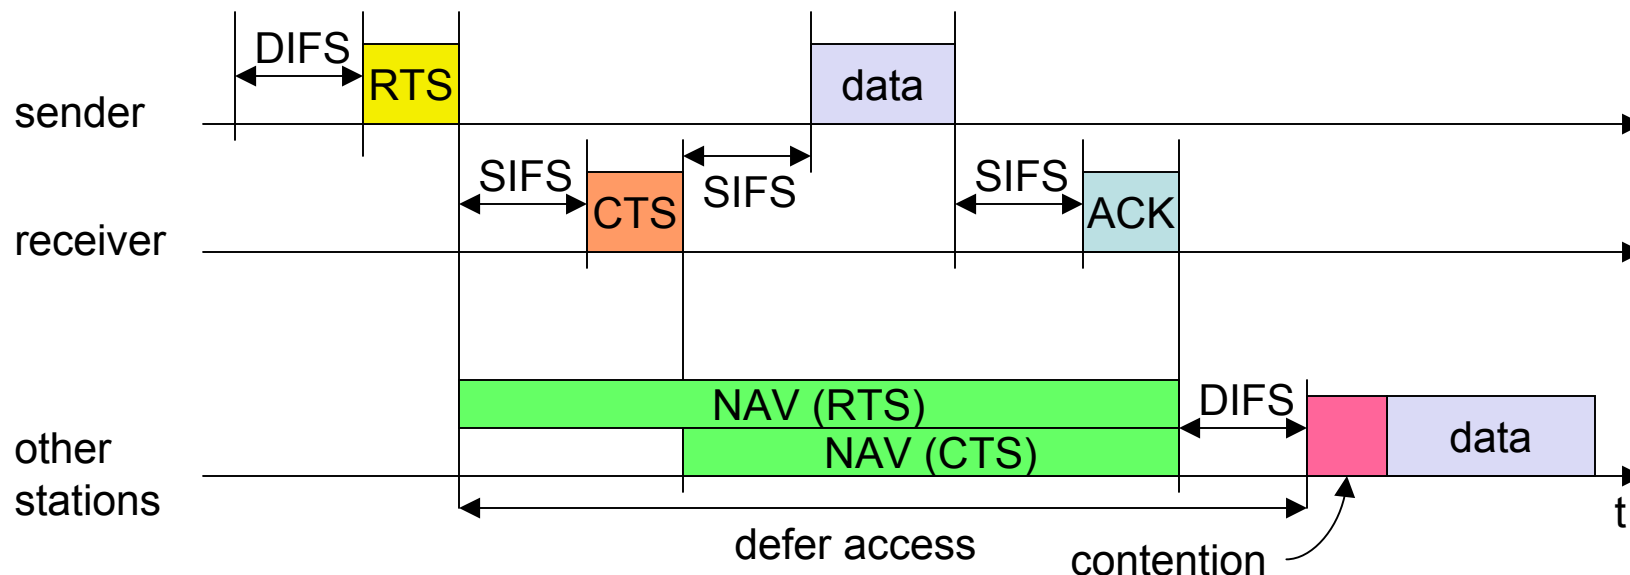 DIFS
RTS
data
sender
SIFS
CTS
SIFS
SIFS
ACK
receiver
NAV (RTS)
DIFS
NAV (CTS)
data
other
stations
t
defer access
contention